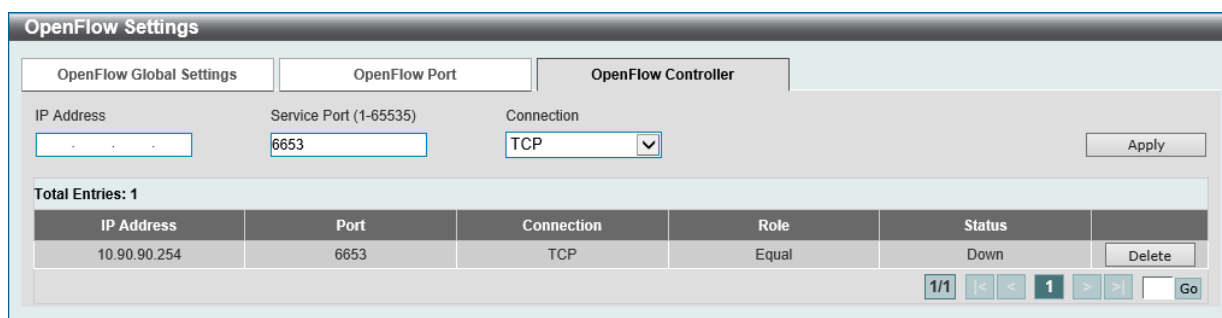 OpenFlow Settings
OpenFlow Global Settings OpenFlow Port OpenFlow Controller
IP Address Service Port (1-65535) Connection
. . . 6653 TCP Apply
Total Entries: 1
IP Address Port Connection Role Status
10.90.90.254 6653 TCP Equal Down Delete
1/1 |< < 1 > >| Go